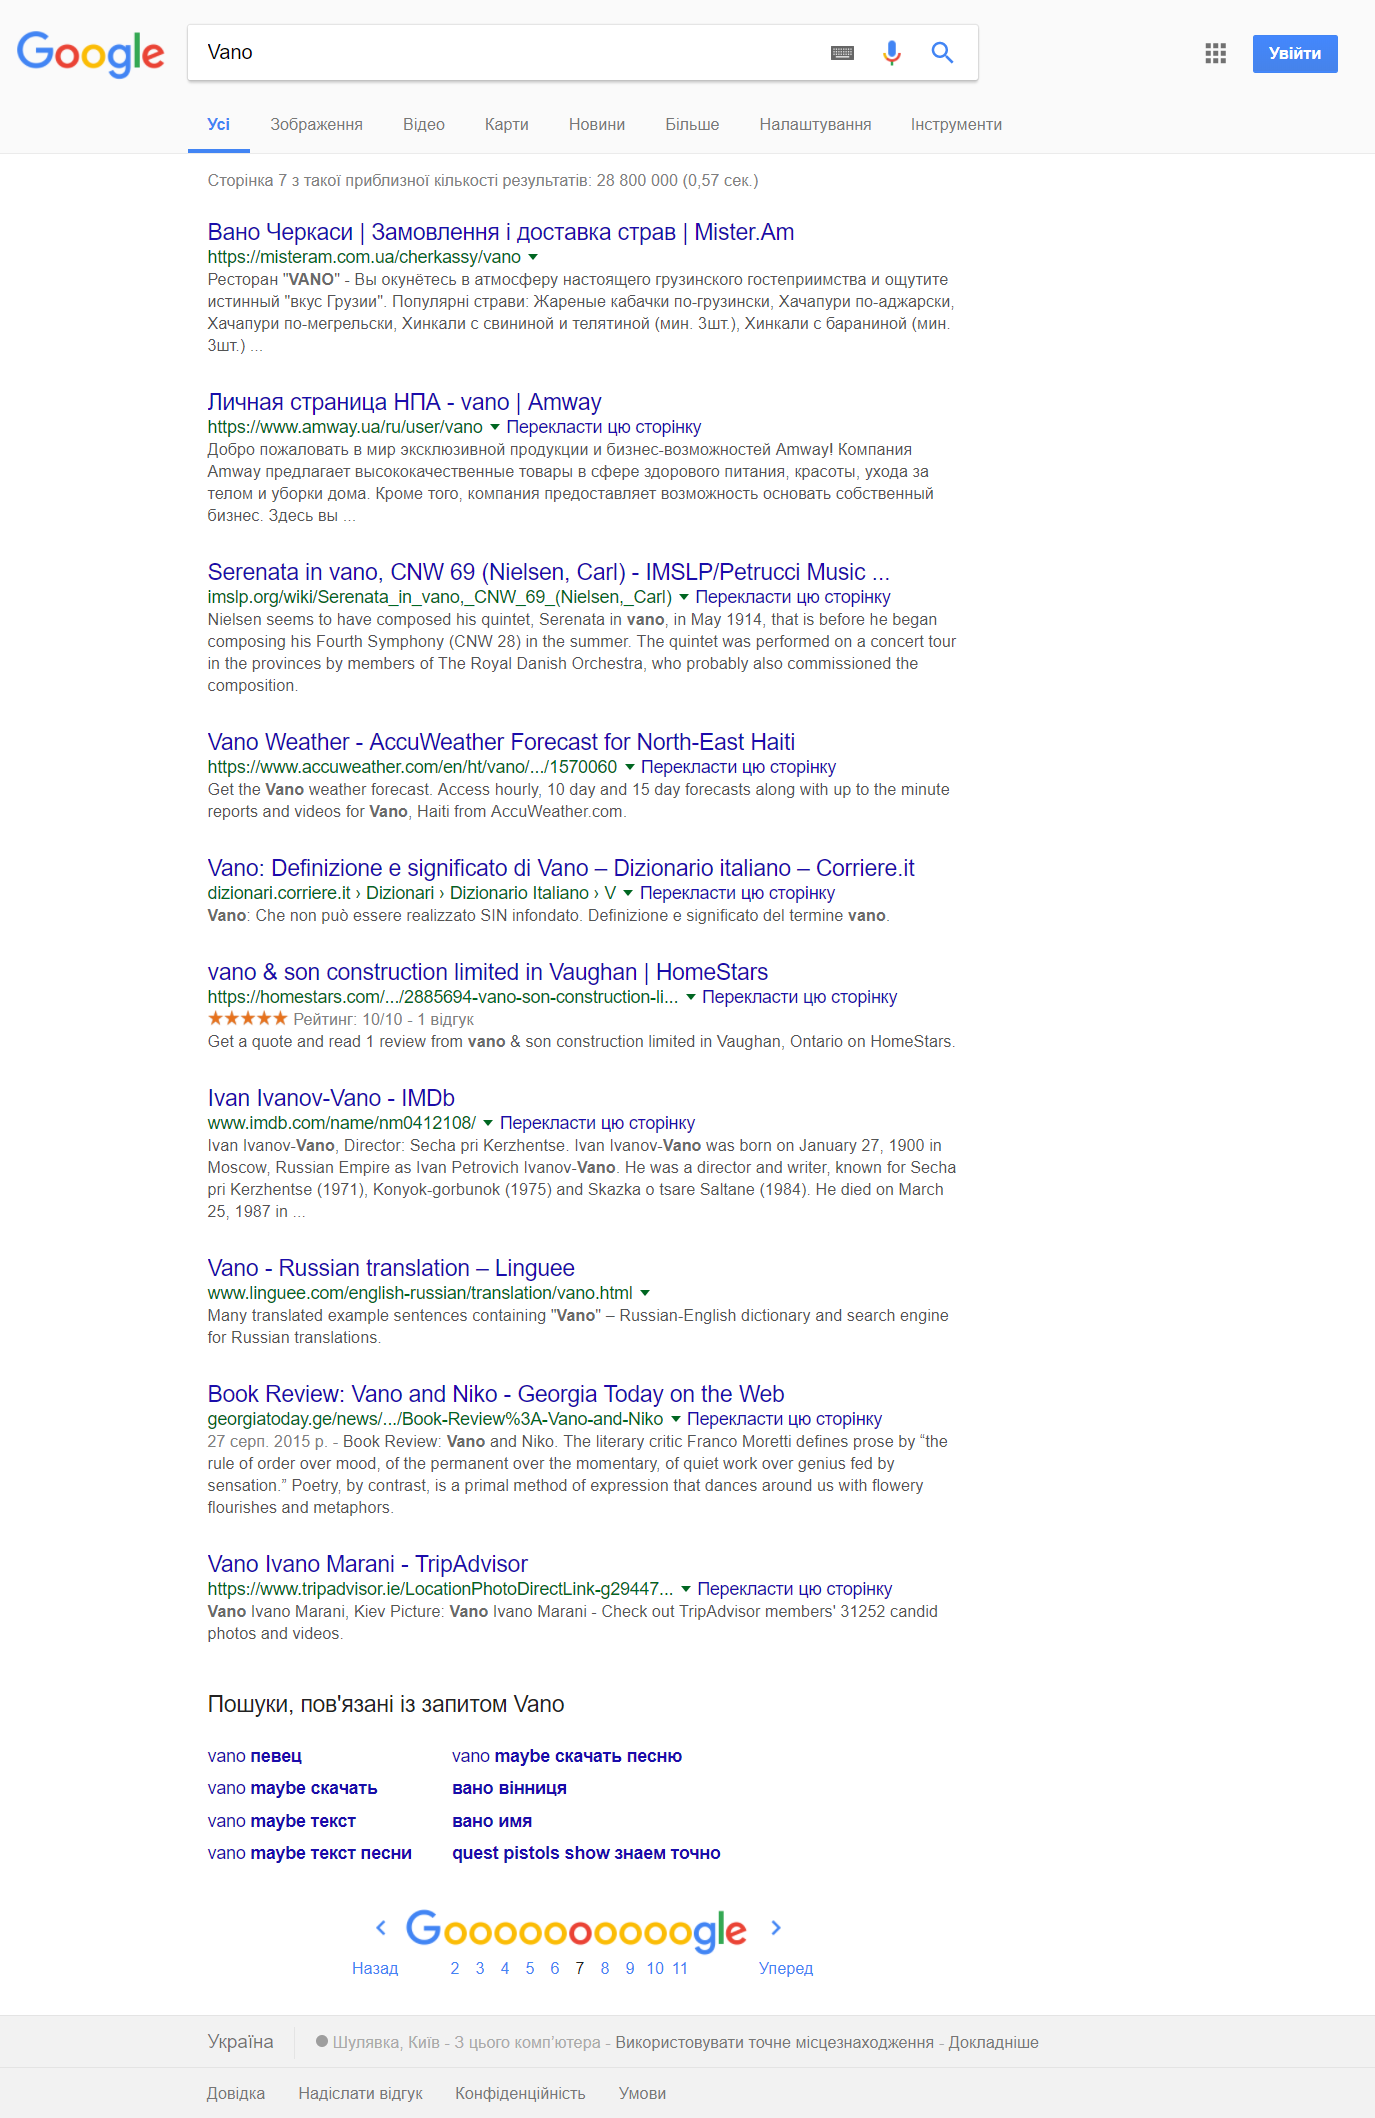 Google
Vano
Увійти
Усі Зображення Відео Карти Новини Більше Налаштування Інструменти
Сторінка 7 з такої приблизної кількості результатів: 28 800 000 (0,57 сек.)
Вано Черкаси | Замовлення і доставка страв | Mister.Am
https://misteram.com.ua/cherkassy/vano
Ресторан "VANO" - Вы окунётесь в атмосферу настоящего грузинского гостеприимства и ощутите
истинный "вкус Грузии". Популярні страви: Жареные кабачки по-грузински, Хачапури по-аджарски,
Хачапури по-мегрельски, Хинкали с свининой и телятиной (мин. 3шт.), Хинкали с бараниной (мин.
3шт.) ...
Личная страница НПА - vano | Amway
https://www.amway.ua/ru/user/vano Перекласти цю сторінку
Добро пожаловать в мир эксклюзивной продукции и бизнес-возможностей Amway! Компания
Amway предлагает высококачественные товары в сфере здорового питания, красоты, ухода за
телом и уборки дома. Кроме того, компания предоставляет возможность основать собственный
бизнес. Здесь вы ...
Serenata in vano, CNW 69 (Nielsen, Carl) - IMSLP/Petrucci Music ...
imslp.org/wiki/Serenata_in_vano,_CNW_69_(Nielsen,_Carl) Перекласти цю сторінку
Nielsen seems to have composed his quintet, Serenata in vano, in May 1914, that is before he began
composing his Fourth Symphony (CNW 28) in the summer. The quintet was performed on a concert tour
in the provinces by members of The Royal Danish Orchestra, who probably also commissioned the
composition.
Vano Weather - AccuWeather Forecast for North-East Haiti
https://www.accuweather.com/en/ht/vano/.../1570060 Перекласти цю сторінку
Get the Vano weather forecast. Access hourly, 10 day and 15 day forecasts along with up to the minute
reports and videos for Vano, Haiti from AccuWeather.com.
Vano: Definizione e significato di Vano – Dizionario italiano – Corriere.it
dizionari.corriere.it › Dizionari › Dizionario Italiano › V Перекласти цю сторінку
Vano: Che non può essere realizzato SIN infondato. Definizione e significato del termine vano.
vano & son construction limited in Vaughan | HomeStars
https://homestars.com/.../2885694-vano-son-construction-li... Перекласти цю сторінку
★★★★★ Рейтинг: 10/10 - 1 відгук
Get a quote and read 1 review from vano & son construction limited in Vaughan, Ontario on HomeStars.
Ivan Ivanov-Vano - IMDb
www.imdb.com/name/nm0412108/ Перекласти цю сторінку
Ivan Ivanov-Vano, Director: Secha pri Kerzhentse. Ivan Ivanov-Vano was born on January 27, 1900 in
Moscow, Russian Empire as Ivan Petrovich Ivanov-Vano. He was a director and writer, known for Secha
pri Kerzhentse (1971), Konyok-gorbunok (1975) and Skazka o tsare Saltane (1984). He died on March
25, 1987 in ...
Vano - Russian translation – Linguee
www.linguee.com/english-russian/translation/vano.html
Many translated example sentences containing "Vano" – Russian-English dictionary and search engine
for Russian translations.
Book Review: Vano and Niko - Georgia Today on the Web
georgiatoday.ge/news/.../Book-Review%3A-Vano-and-Niko Перекласти цю сторінку
27 серп. 2015 р. - Book Review: Vano and Niko. The literary critic Franco Moretti defines prose by “the
rule of order over mood, of the permanent over the momentary, of quiet work over genius fed by
sensation.” Poetry, by contrast, is a primal method of expression that dances around us with flowery
flourishes and metaphors.
Vano Ivano Marani - TripAdvisor
https://www.tripadvisor.ie/LocationPhotoDirectLink-g29447... Перекласти цю сторінку
Vano Ivano Marani, Kiev Picture: Vano Ivano Marani - Check out TripAdvisor members' 31252 candid
photos and videos.
Пошуки, пов'язані із запитом Vano
vano певец vano maybe скачать песню
vano maybe скачать вано вінниця
vano maybe текст вано имя
vano maybe текст песни quest pistols show знаем точно
Goooooooooogle
Назад 2 3 4 5 6 7 8 9 10 11 Уперед
Україна Шулявка, Київ - З цього комп'ютера - Використовувати точне місцезнаходження - Докладніше
Довідка Надіслати відгук Конфіденційність Умови